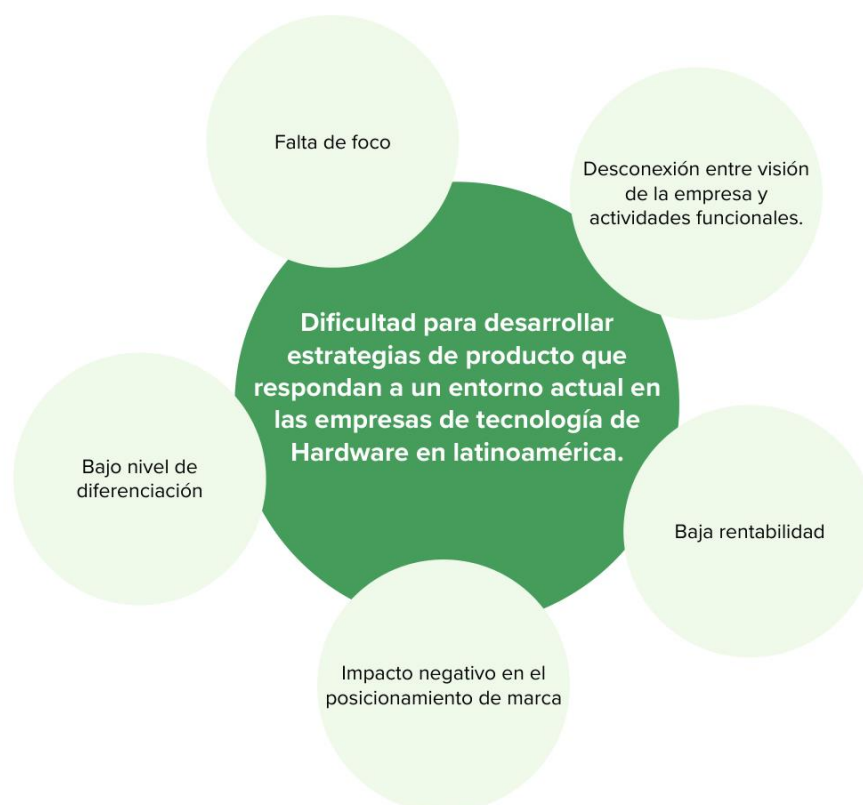 Falta de foco
Desconexión entre visión
de la empresa y
actividades funcionales.
Dificultad para desarrollar
estrategias de producto que
respondan a un entorno actual en
las empresas de tecnología de
Hardware en latinoamérica.
Bajo nivel de
diferenciación
Baja rentabilidad
Impacto negativo en el
posicionamiento de marca